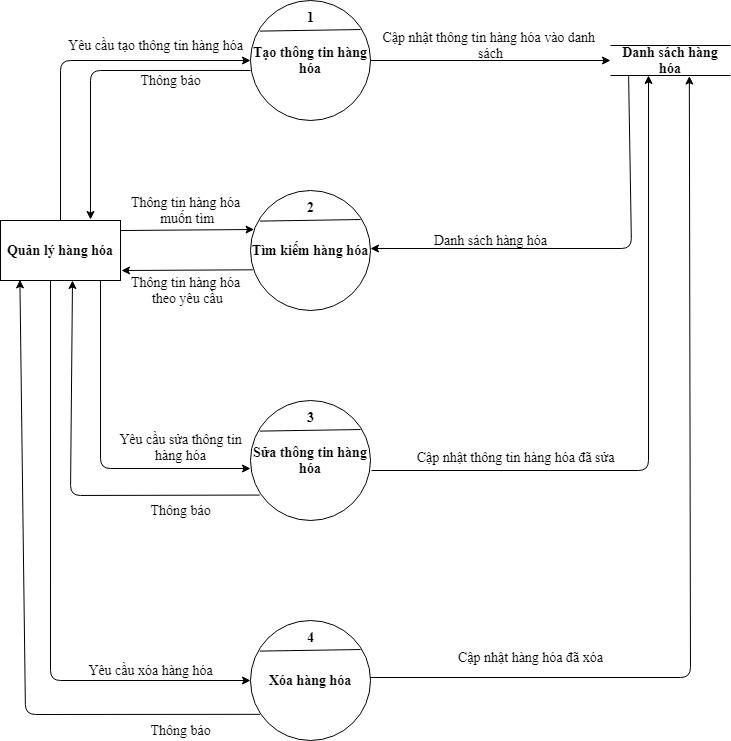 1
Yêu cầu tạo thông tin hàng hóa
Tạo thông tin hàng
hóa
Cập nhật thông tin hàng hóa vào danh
sách
Danh sách hàng
hóa
Thông báo
Thông tin hàng hóa
muốn tìm
2
Quản lý hàng hóa
Tìm kiếm hàng hóa
Danh sách hàng hóa
Thông tin hàng hóa
theo yêu cầu
3
Yêu cầu sửa thông tin
hàng hóa
Sửa thông tin hàng
hóa
Cập nhật thông tin hàng hóa đã sửa
Thông báo
4
Yêu cầu xóa hàng hóa
Xóa hàng hóa
Cập nhật hàng hóa đã xóa
Thông báo